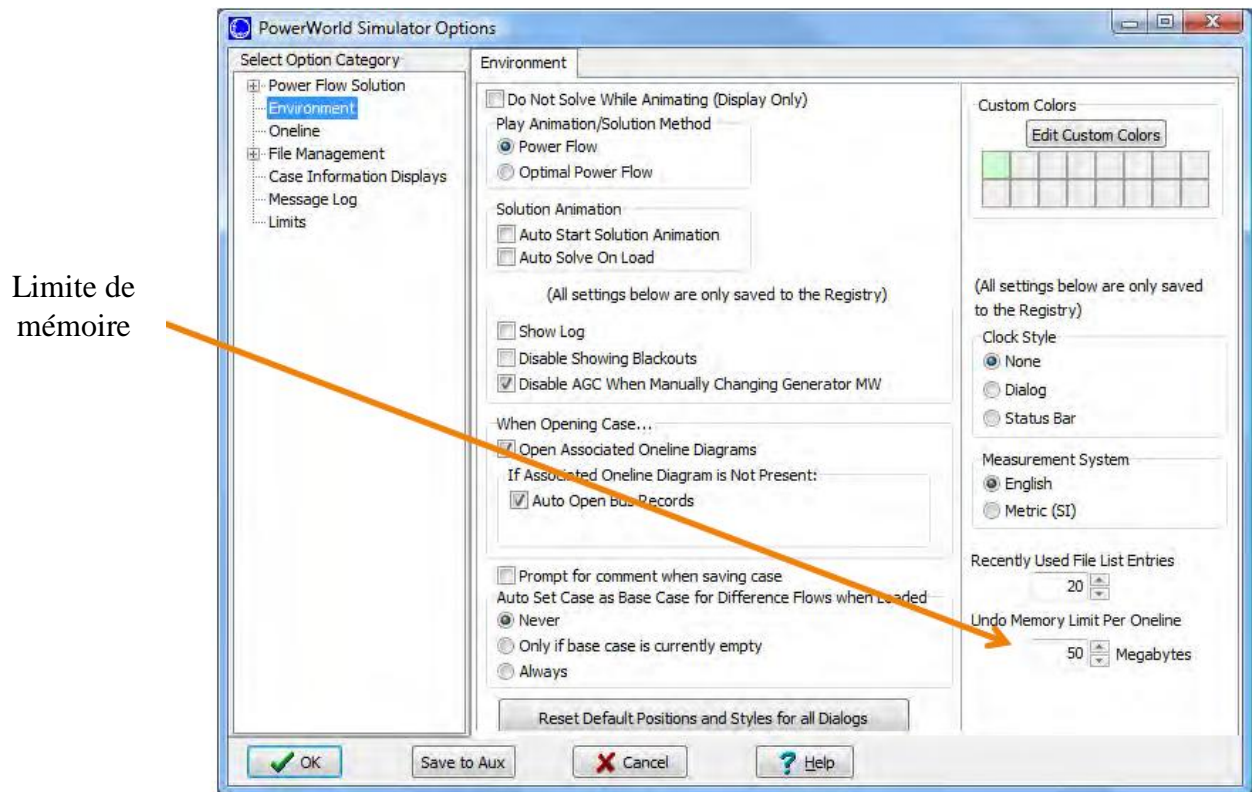 Limite de
mémoire
PowerWorld Simulator Options
Select Option Category
Power Flow Solution
Environment
Oneline
File Management
Case Information Displays
Message Log
Limits
Environment
Do Not Solve While Animating (Display Only)
Play Animation/Solution Method
Power Flow
Optimal Power Flow
Solution Animation
Auto Start Solution Animation
Auto Solve On Load
(All settings below are only saved to the Registry)
Show Log
Disable Showing Blackouts
Disable AGC When Manually Changing Generator MW
When Opening Case...
Open Associated Oneline Diagrams
If Associated Oneline Diagram is Not Present:
Auto Open Bus Records
Prompt for comment when saving case
Auto Set Case as Base Case for Difference Flows when Loaded
Never
Only if base case is currently empty
Always
Reset Default Positions and Styles for all Dialogs
Custom Colors
Edit Custom Colors
(All settings below are only saved
to the Registry)
Clock Style
None
Dialog
Status Bar
Measurement System
English
Metric (SI)
Recently Used File List Entries
20
Undo Memory Limit Per Oneline
50 Megabytes
OK
Save to Aux
Cancel
? Help